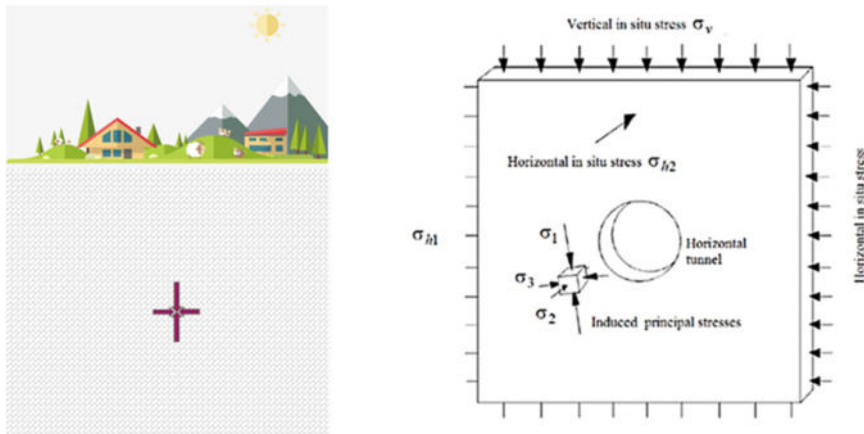 Vertical in situ stress σv
Horizontal in situ stress σh2
σh1
σ1
Horizontal
tunnel
σ3
σ2
Induced principal stresses
Horizontal in situ stress